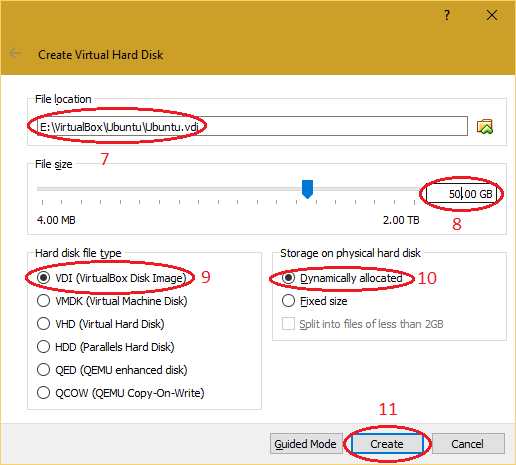 ?
Create Virtual Hard Disk
File location
E:\VirtualBox\Ubuntu\Ubuntu.vdi
7
File size
50.00 GB
4.00 MB 2.00 TB
8
Hard disk file type
VDI (VirtualBox Disk Image)
9
VMDK (Virtual Machine Disk)
VHD (Virtual Hard Disk)
HDD (Parallels Hard Disk)
QED (QEMU enhanced disk)
QCOW (QEMU Copy-On-Write)
Storage on physical hard disk
Dynamically allocated
10
Fixed size
Split into files of less than 2GB
11
Guided Mode Create Cancel